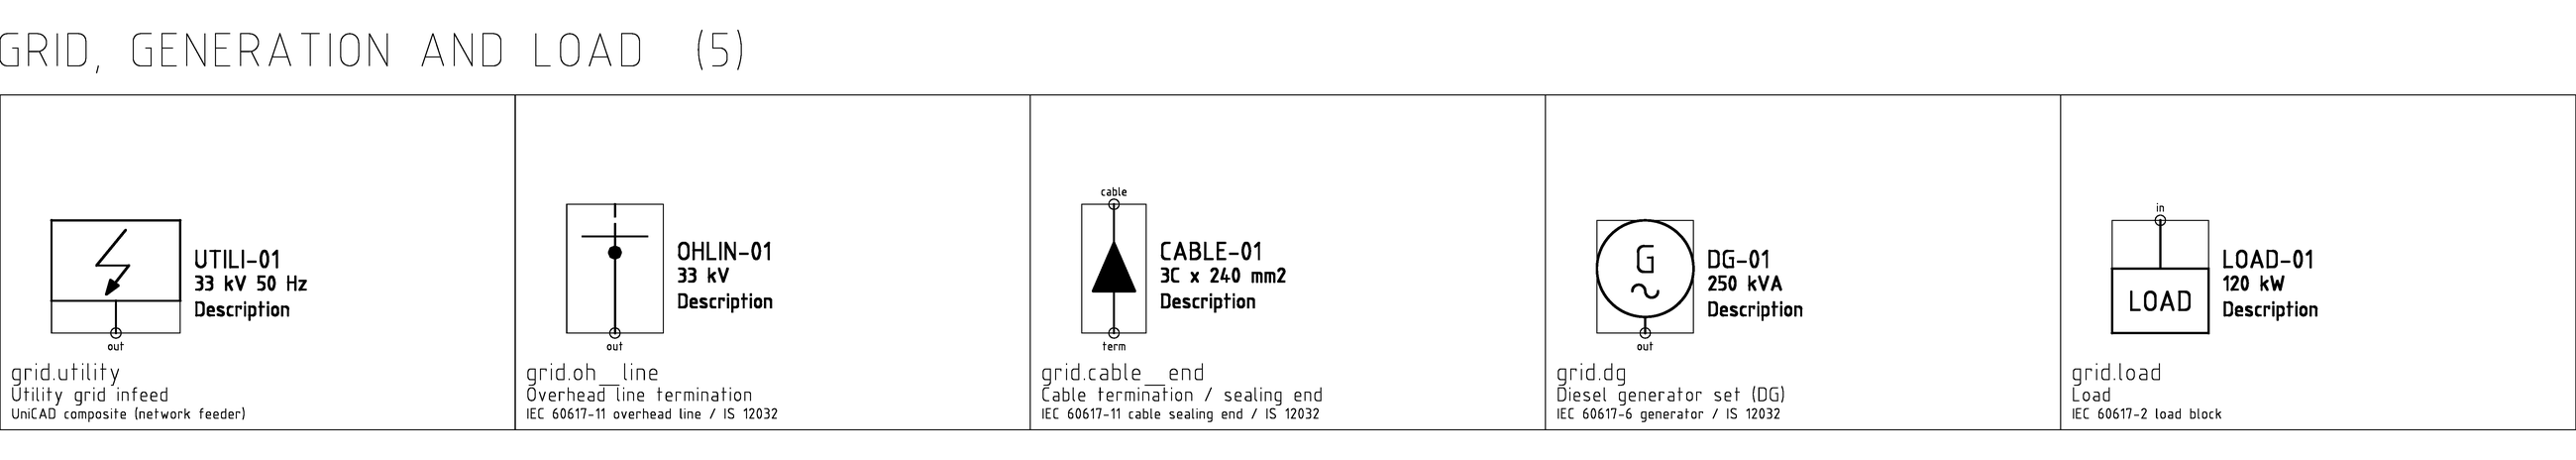 GRID, GENERATION AND LOAD (5)
UTILI-01
33 kV 50 Hz
Description
out
grid.utility
Utility grid infeed
UniCAD composite (network feeder)
OHLIN-01
33 kV
Description
out
grid.oh_line
Overhead line termination
IEC 60617-11 overhead line / IS 12032
cable
CABLE-01
3C x 240 mm2
Description
term
grid.cable_end
Cable termination / sealing end
IEC 60617-11 cable sealing end / IS 12032
G
DG-01
250 kVA
Description
out
grid.dg
Diesel generator set (DG)
IEC 60617-6 generator / IS 12032
in
LOAD-01
120 kW
Description
LOAD
grid.load
Load
IEC 60617-2 load block